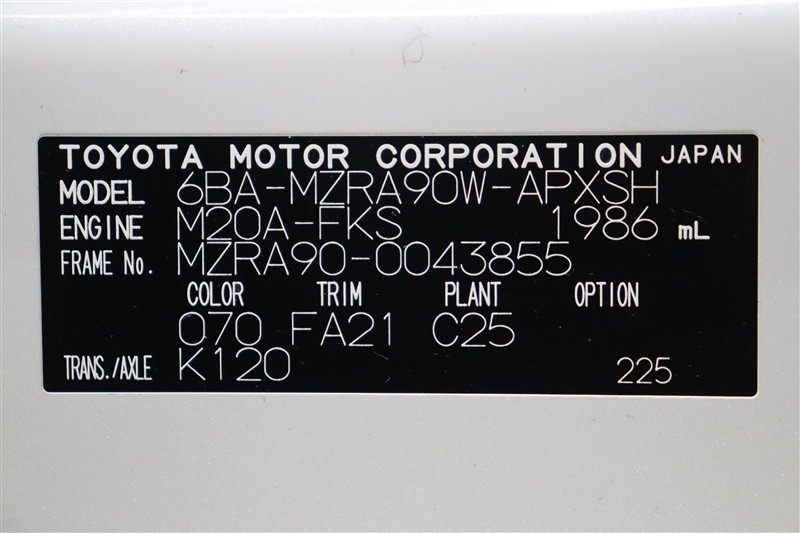 TOYOTA MOTOR CORPORATION JAPAN
MODEL 6BA-MZRA90W-APXSH
ENGINE M20A-FKS 1986 mL
FRAME No. MZRA90-0043855
COLOR TRIM PLANT OPTION
070 FA21 C25
TRANS./AXLE K120 225